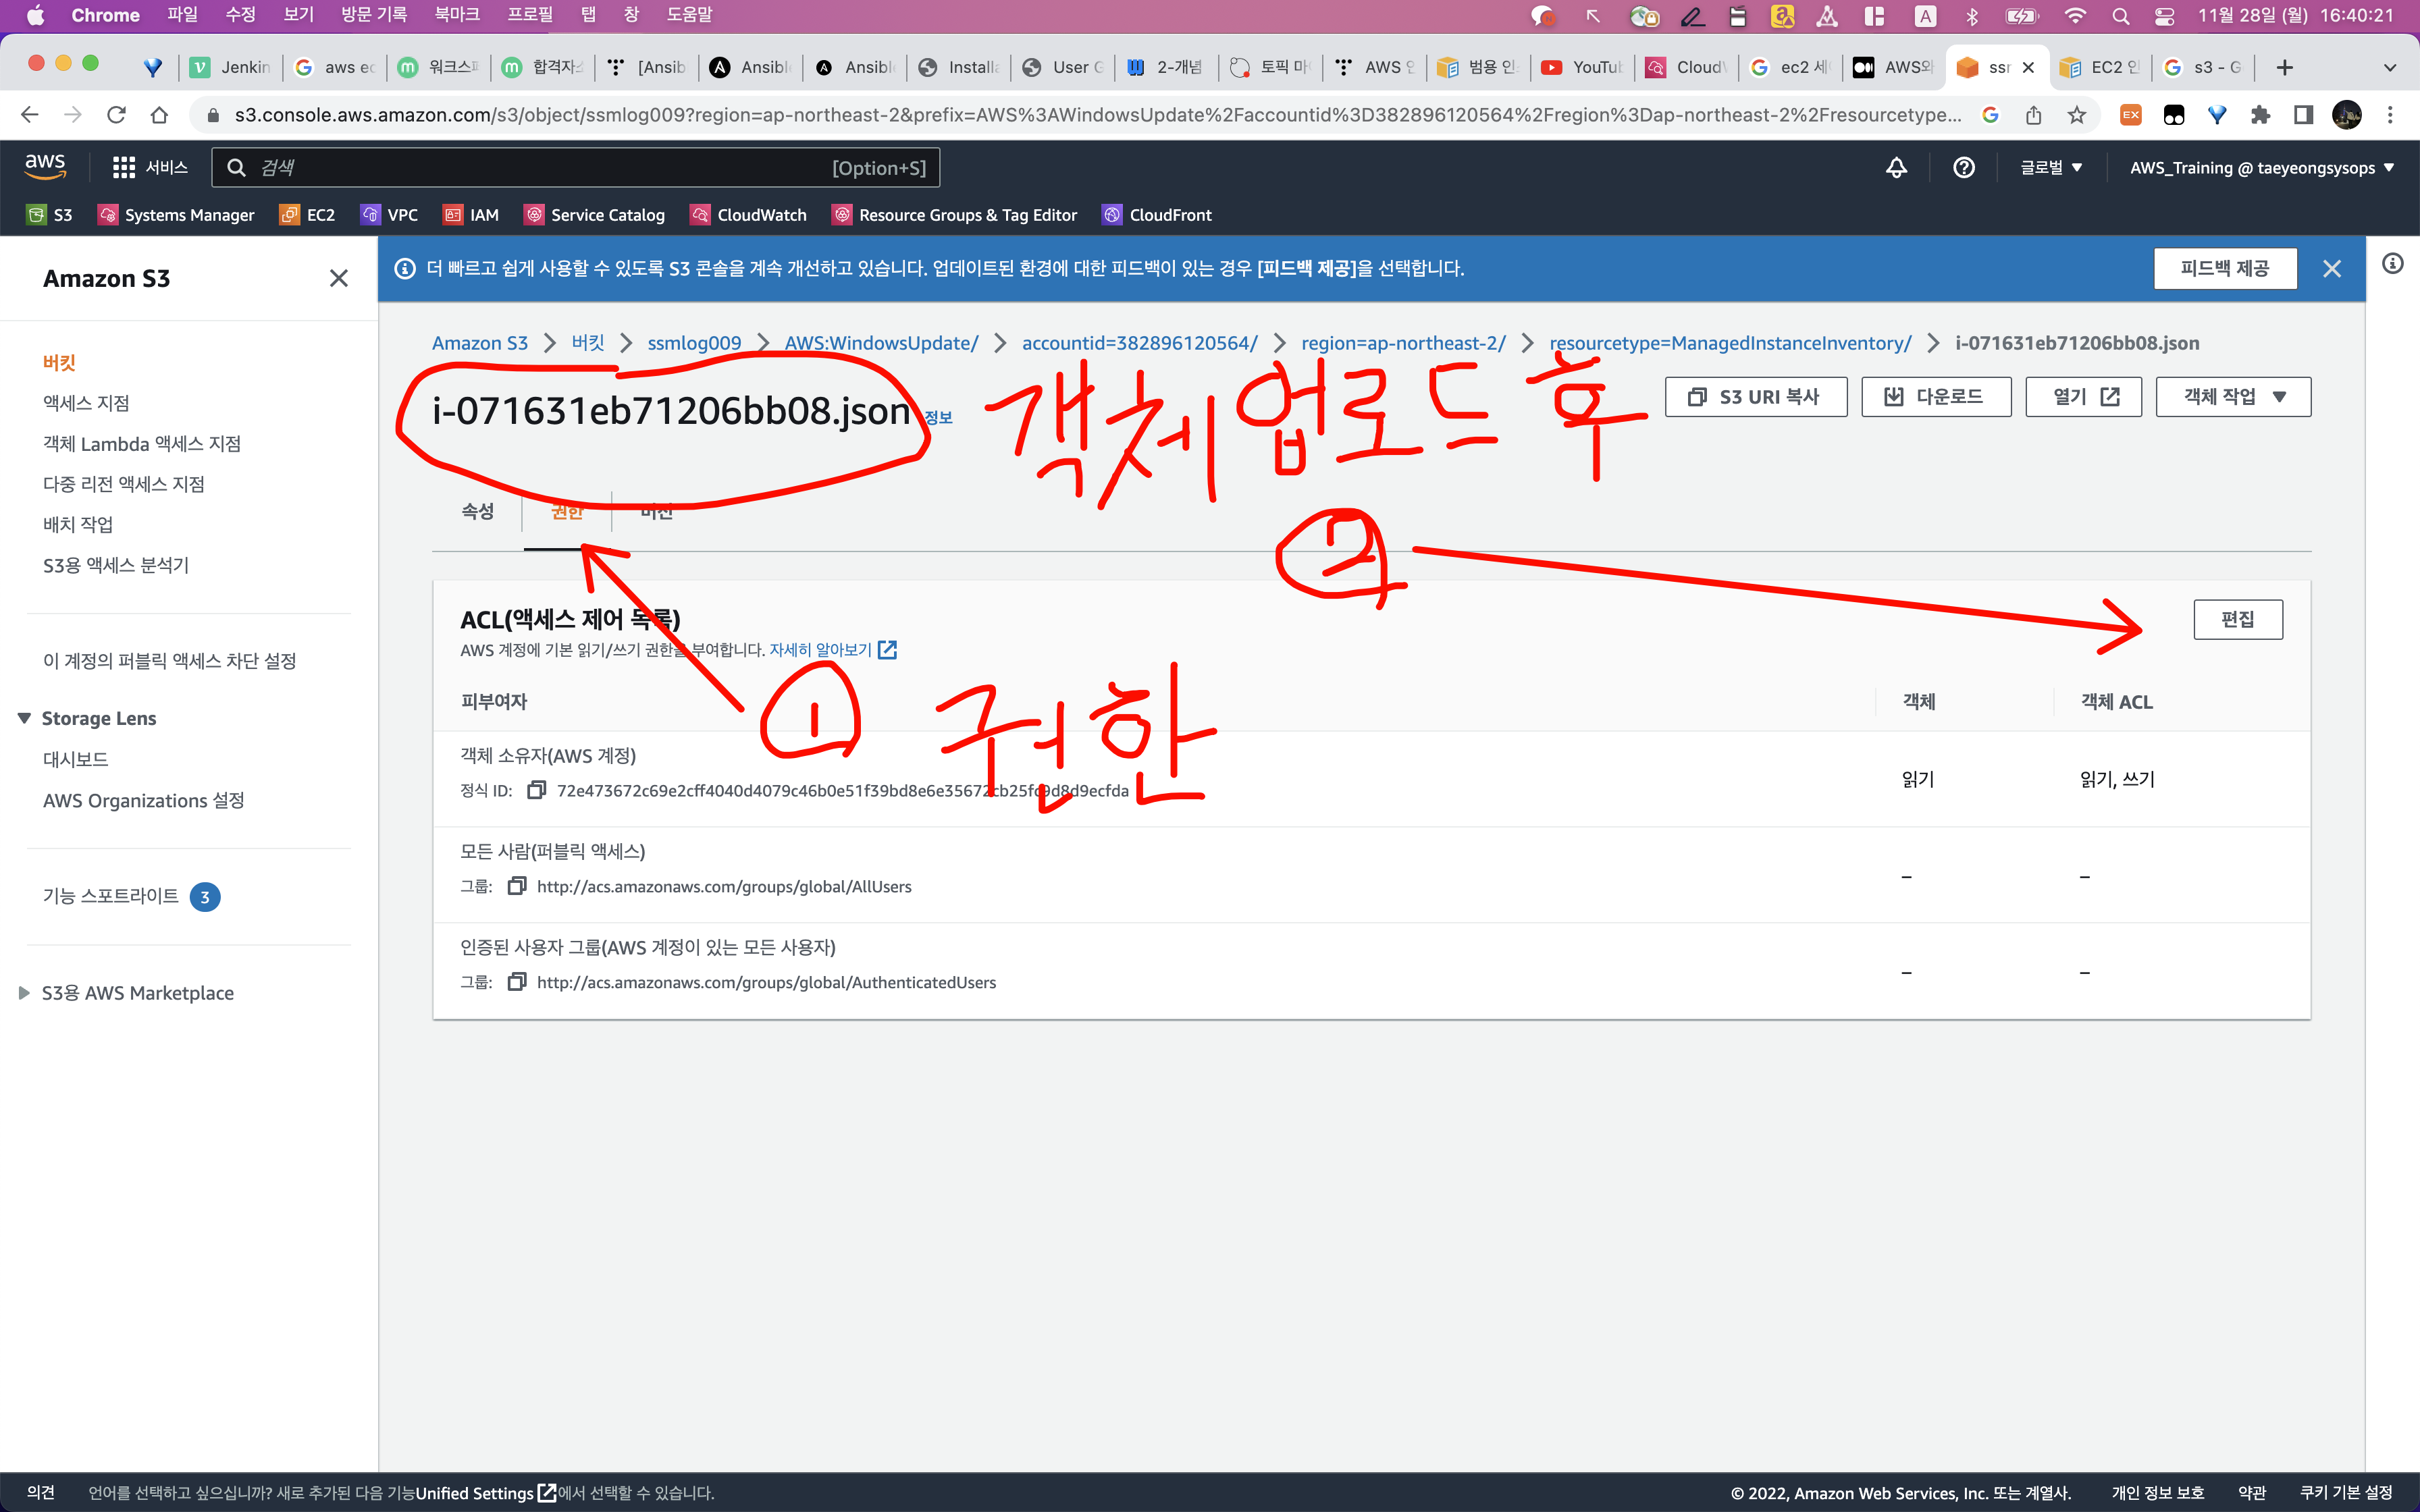 Chrome 파일 수정 보기 방문 기록 북마크 프로필 탭 창 도움말 A 11월 28일 (월) 16:40:21
Jenkin aws ec 워크스페 합격자소 [Ansib Ansible Ansible Installa User G 2-개념 토픽 마 AWS 인 범용 인 YouTub CloudW ec2 세 AWS와 ssm EC2 인 s3 - G
s3.console.aws.amazon.com/s3/object/ssmlog009?region=ap-northeast-2&prefix=AWS%3AWindowsUpdate%2Faccountid%3D382896120564%2Fregion%3Dap-northeast-2%2Fresourcetype... EX
aws 서비스 검색 [Option+S] 글로벌 AWS_Training @ taeyeongsysops
S3 Systems Manager EC2 VPC IAM Service Catalog CloudWatch Resource Groups & Tag Editor CloudFront
Amazon S3
버킷
액세스 지점
객체 Lambda 액세스 지점
다중 리전 액세스 지점
배치 작업
S3용 액세스 분석기
이 계정의 퍼블릭 액세스 차단 설정
Storage Lens
대시보드
AWS Organizations 설정
기능 스포트라이트 3
S3용 AWS Marketplace
더 빠르고 쉽게 사용할 수 있도록 S3 콘솔을 계속 개선하고 있습니다. 업데이트된 환경에 대한 피드백이 있는 경우 [피드백 제공]을 선택합니다. 피드백 제공
Amazon S3 버킷 ssmlog009 AWS:WindowsUpdate/ accountid=382896120564/ region=ap-northeast-2/ resourcetype=ManagedInstanceInventory/ i-071631eb71206bb08.json
i-071631eb71206bb08.json 정보 객체 업로드 후 S3 URI 복사 다운로드 열기 객체 작업
속성 권한 버전
2
ACL(액세스 제어 목록) 편집
AWS 계정에 기본 읽기/쓰기 권한을 부여합니다. 자세히 알아보기
1 권한
피부여자 객체 객체 ACL
객체 소유자(AWS 계정)
정식 ID: 72e473672c69e2cff4040d4079c46b0e51f39bd8e6e35672cb25fc9d8d9ecfda 읽기 읽기, 쓰기
모든 사람(퍼블릭 액세스)
그룹: http://acs.amazonaws.com/groups/global/AllUsers – –
인증된 사용자 그룹(AWS 계정이 있는 모든 사용자)
그룹: http://acs.amazonaws.com/groups/global/AuthenticatedUsers – –
의견 언어를 선택하고 싶으십니까? 새로 추가된 다음 기능Unified Settings에서 선택할 수 있습니다. © 2022, Amazon Web Services, Inc. 또는 계열사. 개인 정보 보호 약관 쿠키 기본 설정